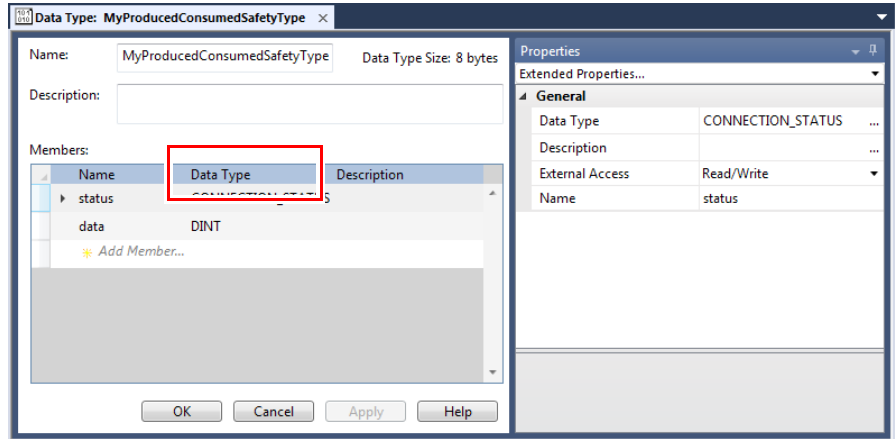 Data Type: MyProducedConsumedSafetyType
Name: MyProducedConsumedSafetyType Data Type Size: 8 bytes
Description:
Members:
Name Data Type Description
status CONNECTION_STATUS
data DINT
Add Member...
OK Cancel Apply Help
Properties
Extended Properties...
General
Data Type CONNECTION_STATUS ...
Description ...
External Access Read/Write
Name status